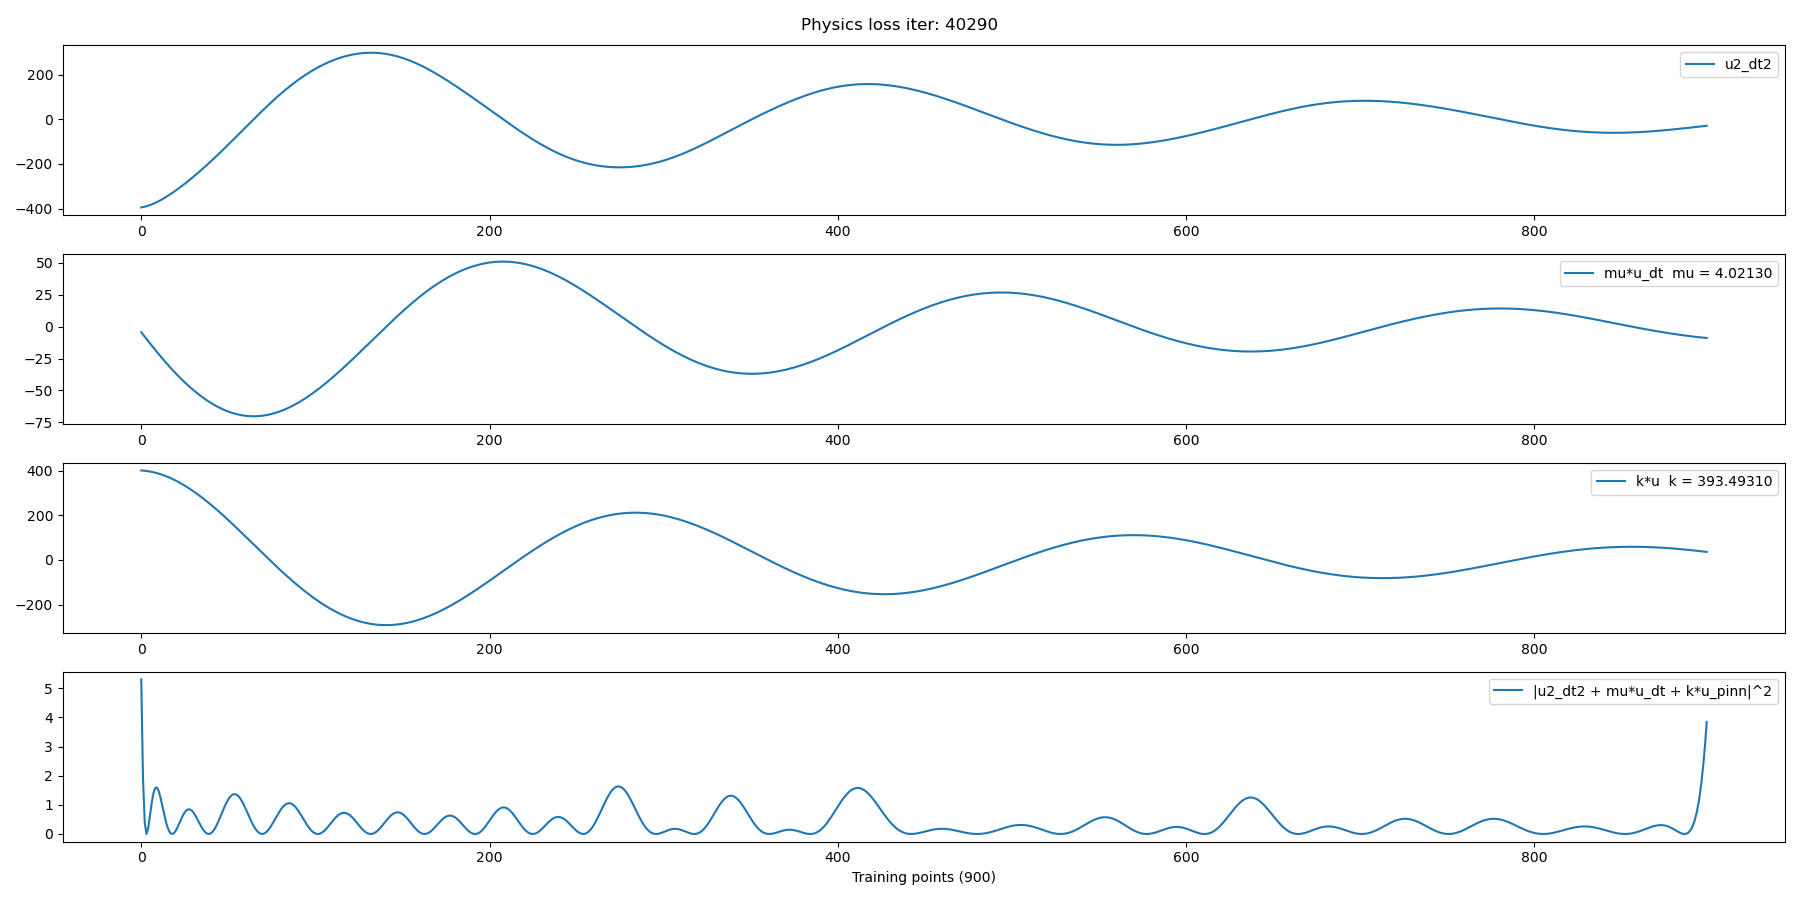 Physics loss iter: 40290
200
0
−200
−400
u2_dt2
0 200 400 600 800
50
25
0
−25
−50
−75
mu*u_dt  mu = 4.02130
0 200 400 600 800
400
200
0
−200
k*u  k = 393.49310
0 200 400 600 800
5
4
3
2
1
0
|u2_dt2 + mu*u_dt + k*u_pinn|^2
0 200 400 600 800
Training points (900)